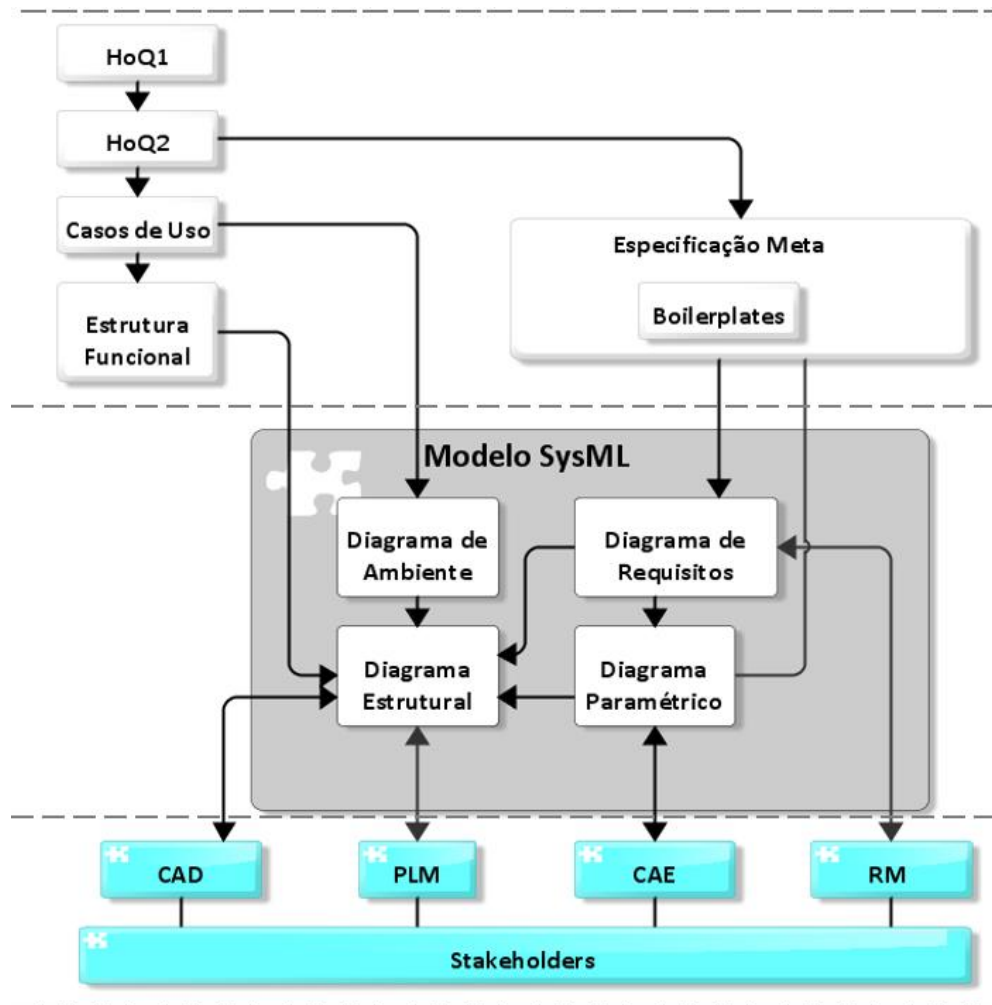 HoQ1
HoQ2
Casos de Uso
Estrutura
Funcional
Especificação Meta
Boilerplates
Modelo SysML
Diagrama de
Ambiente
Diagrama de
Requisitos
Diagrama
Estrutural
Diagrama
Paramétrico
CAD
PLM
CAE
RM
Stakeholders